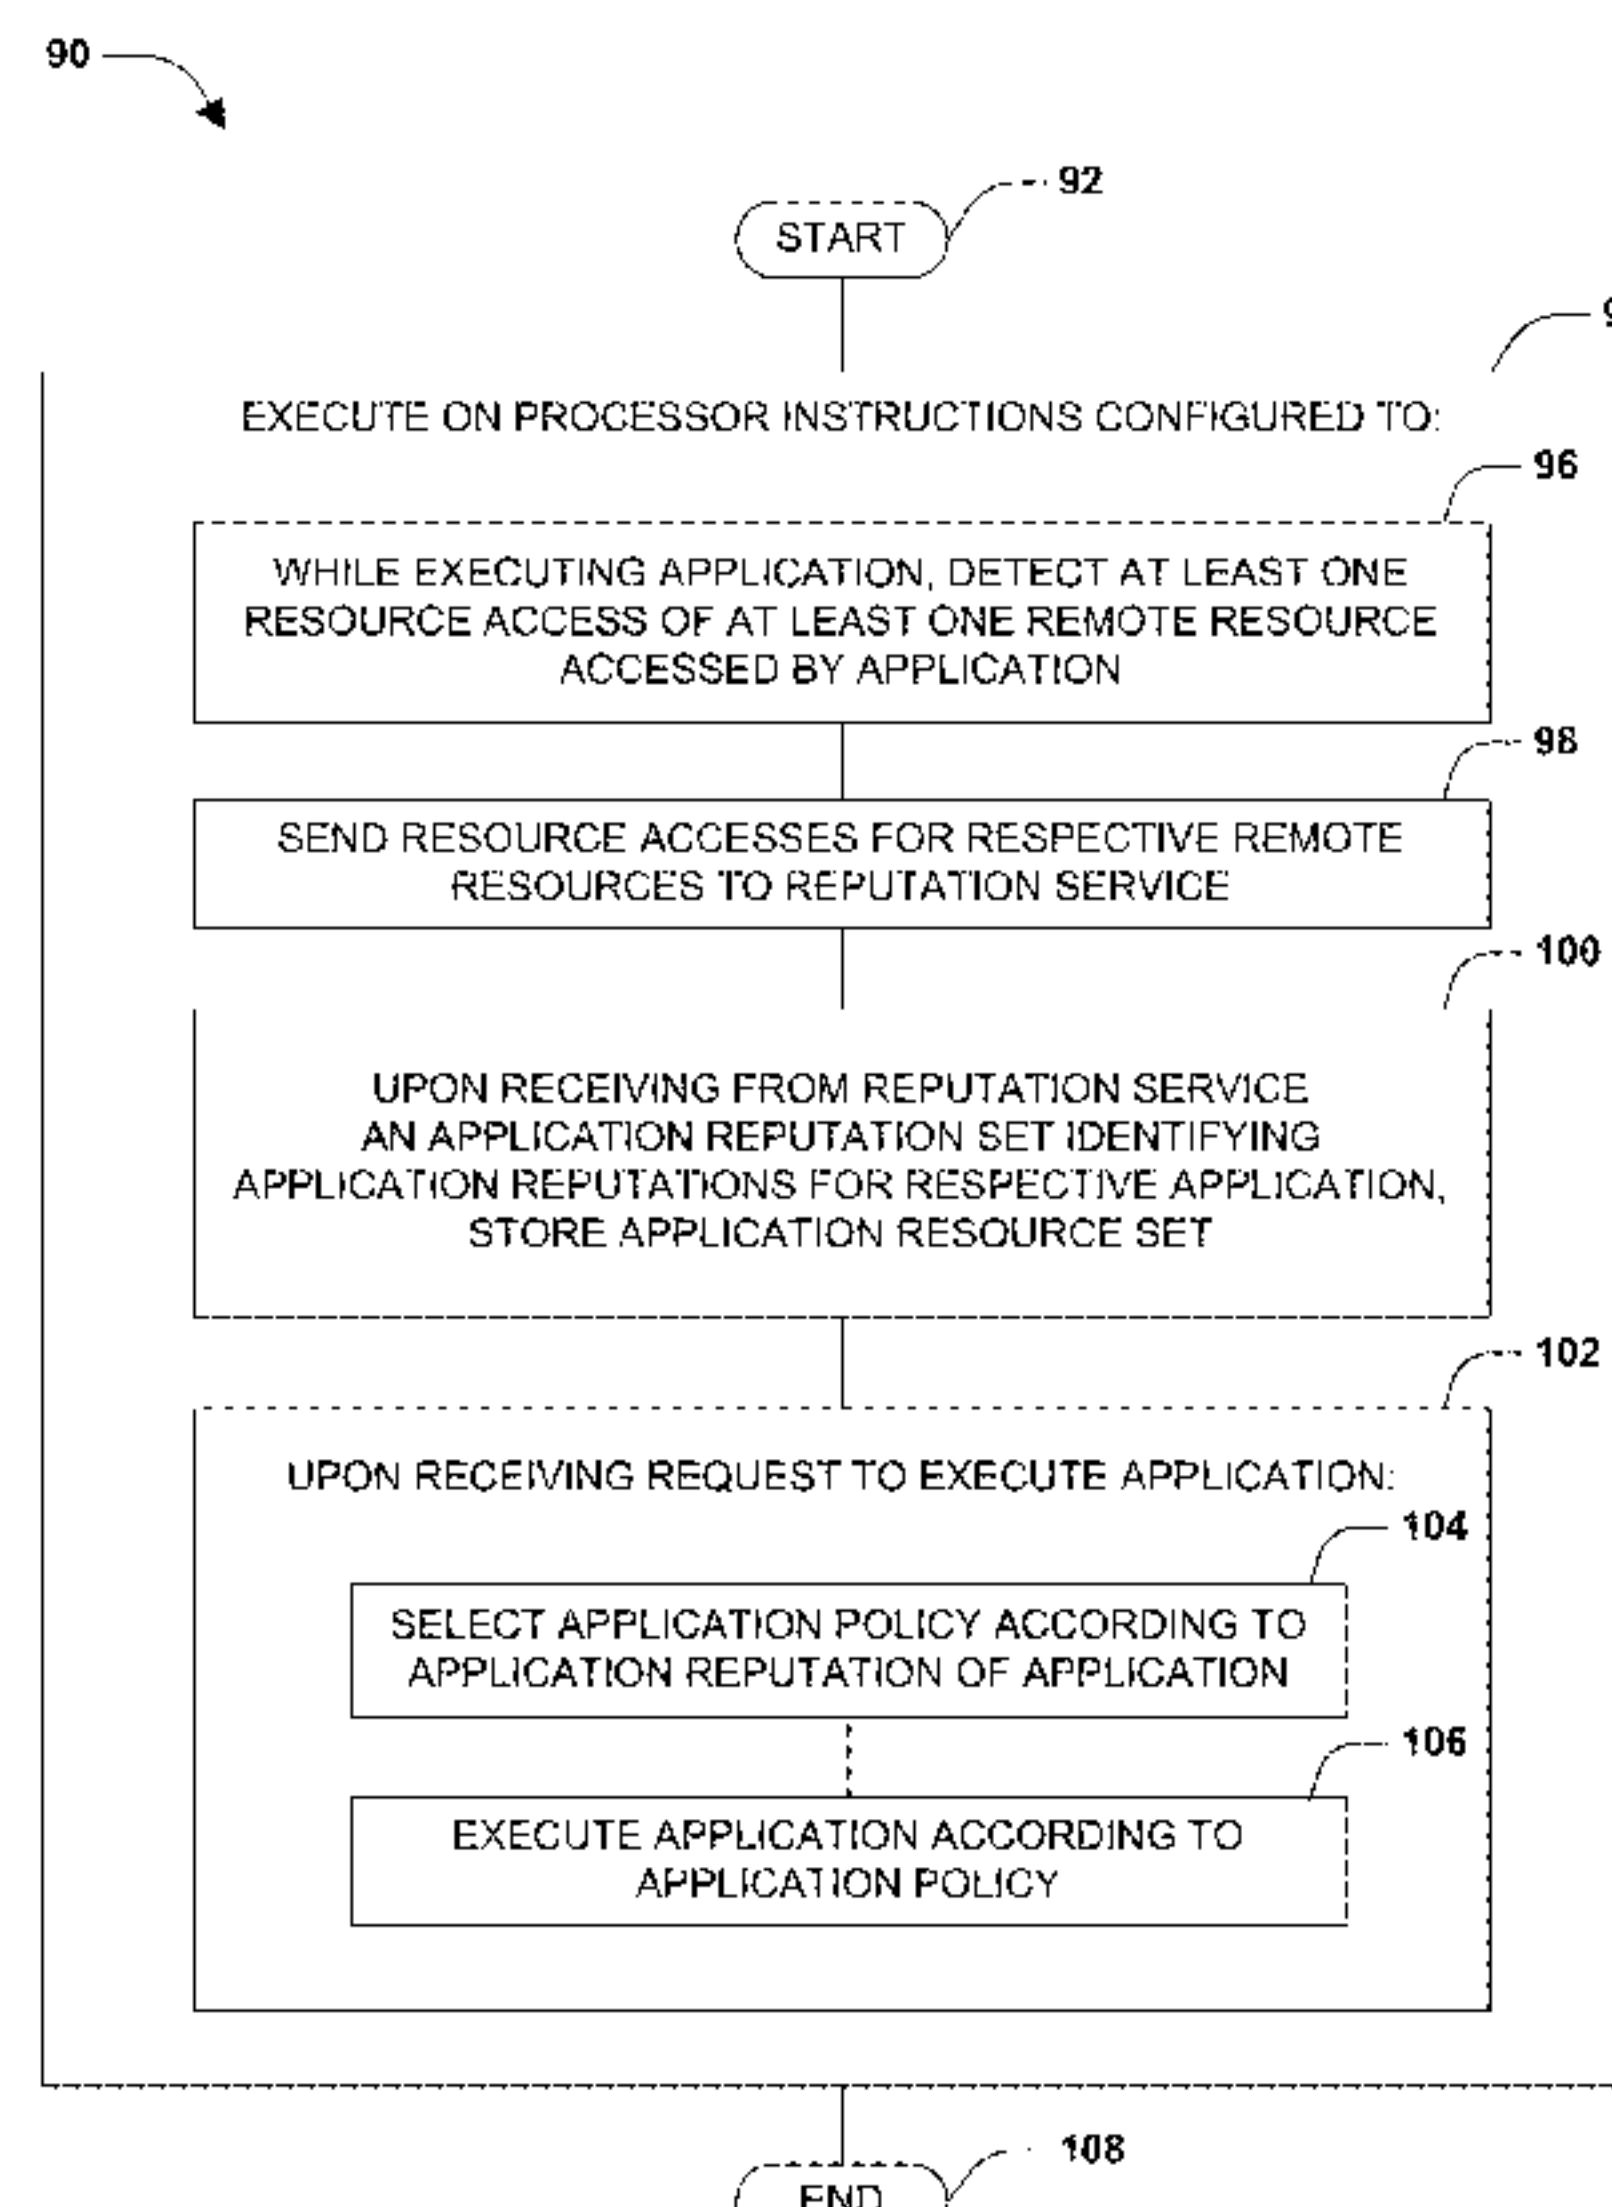 90
92
START
EXECUTE ON PROCESSOR INSTRUCTIONS CONFIGURED TO:
96
WHILE EXECUTING APPLICATION, DETECT AT LEAST ONE
RESOURCE ACCESS OF AT LEAST ONE REMOTE RESOURCE
ACCESSED BY APPLICATION
98
SEND RESOURCE ACCESSES FOR RESPECTIVE REMOTE
RESOURCES TO REPUTATION SERVICE
100
UPON RECEIVING FROM REPUTATION SERVICE
AN APPLICATION REPUTATION SET IDENTIFYING
APPLICATION REPUTATIONS FOR RESPECTIVE APPLICATION,
STORE APPLICATION RESOURCE SET
102
UPON RECEIVING REQUEST TO EXECUTE APPLICATION:
104
SELECT APPLICATION POLICY ACCORDING TO
APPLICATION REPUTATION OF APPLICATION
106
EXECUTE APPLICATION ACCORDING TO
APPLICATION POLICY
108
END